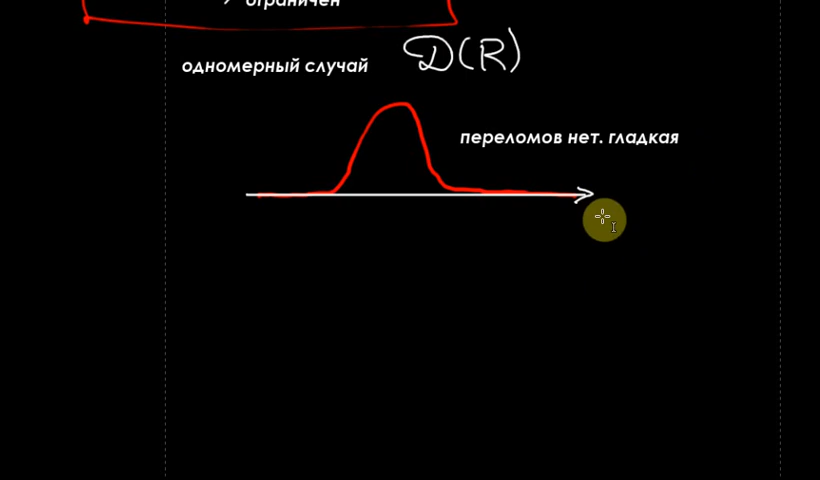 ограничен
одномерный случай D(R)
переломов нет. гладкая